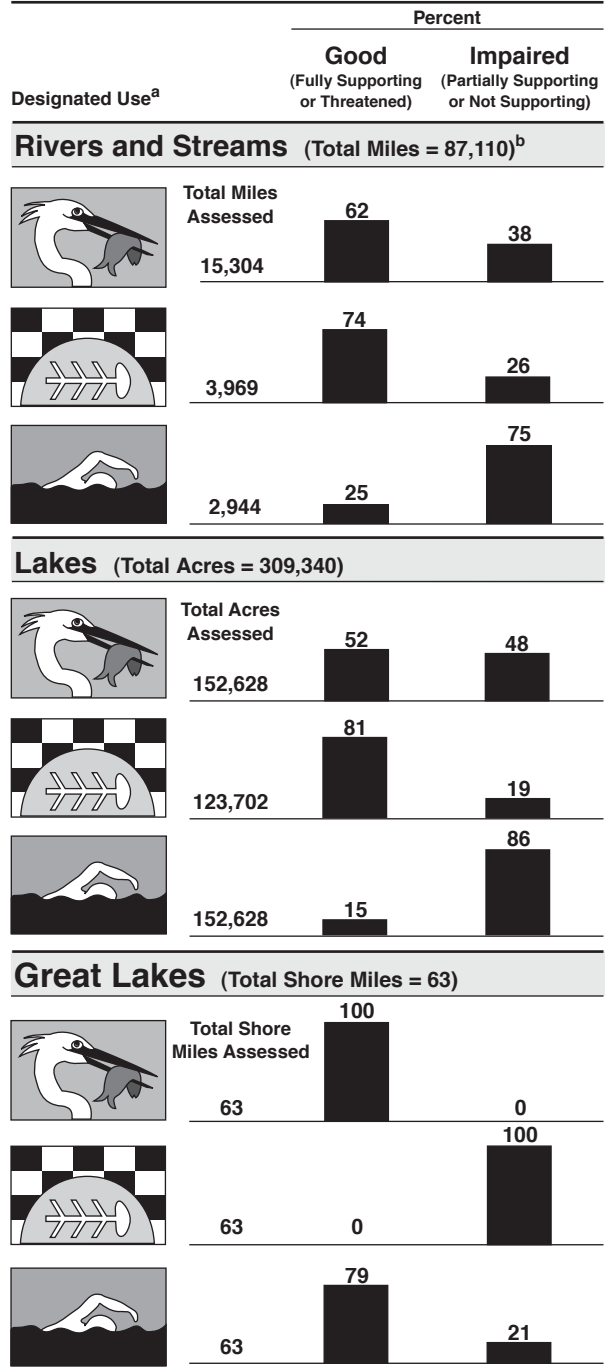 Percent
Designated Useᵃ
Good
(Fully Supporting
or Threatened)
Impaired
(Partially Supporting
or Not Supporting)
Rivers and Streams (Total Miles = 87,110)ᵇ
Total Miles
Assessed
15,304
62
38
3,969
74
26
2,944
25
75
Lakes (Total Acres = 309,340)
Total Acres
Assessed
152,628
52
48
123,702
81
19
152,628
15
86
Great Lakes (Total Shore Miles = 63)
Total Shore
Miles Assessed
63
100
0
63
0
100
63
79
21